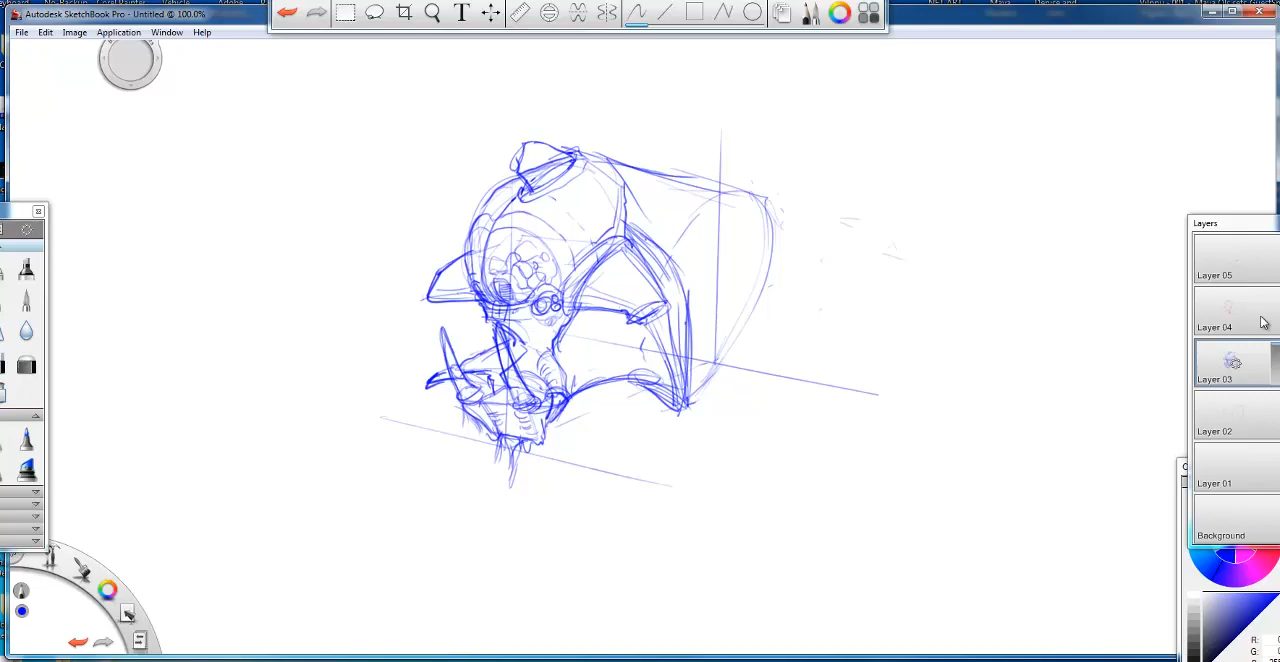 Autodesk SketchBook Pro - Untitled @ 100.0%
File Edit Image Application Window Help
T
Layers
Layer 05
Layer 04
Layer 03
Layer 02
Layer 01
Background
R:
G: